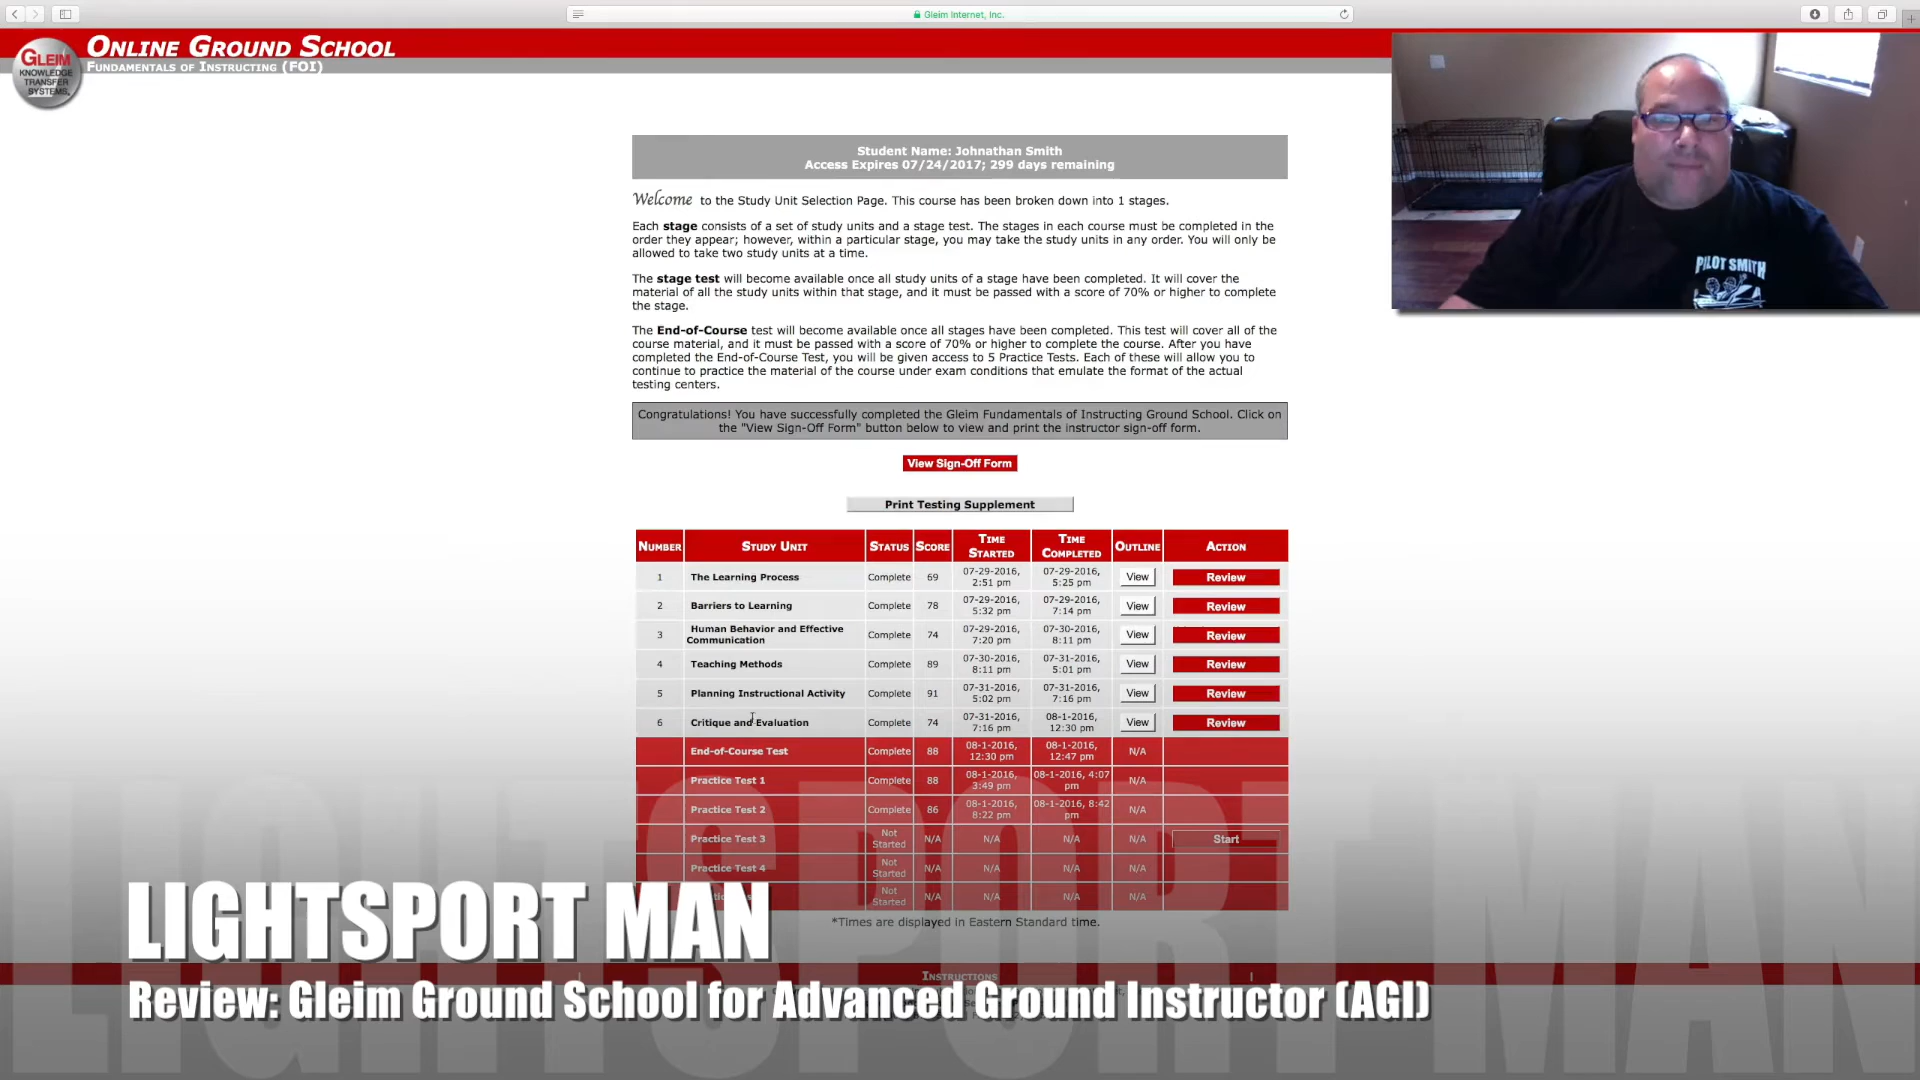 Gleim Internet, Inc.
ONLINE GROUND SCHOOL
FUNDAMENTALS OF INSTRUCTING (FOI)
GLEIM
KNOWLEDGE
TRANSFER
SYSTEMS
PILOT SMITH
Student Name: Johnathan Smith
Access Expires 07/24/2017; 299 days remaining
Welcome to the Study Unit Selection Page. This course has been broken down into 1 stages.
Each stage consists of a set of study units and a stage test. The stages in each course must be completed in the
order they appear; however, within a particular stage, you may take the study units in any order. You will only be
allowed to take two study units at a time.
The stage test will become available once all study units of a stage have been completed. It will cover the
material of all the study units within that stage, and it must be passed with a score of 70% or higher to complete
the stage.
The End-of-Course test will become available once all stages have been completed. This test will cover all of the
course material, and it must be passed with a score of 70% or higher to complete the course. After you have
completed the End-of-Course Test, you will be given access to 5 Practice Tests. Each of these will allow you to
continue to practice the material of the course under exam conditions that emulate the format of the actual
testing centers.
Congratulations! You have successfully completed the Gleim Fundamentals of Instructing Ground School. Click on
the "View Sign-Off Form" button below to view and print the instructor sign-off form.
View Sign-Off Form
Print Testing Supplement
NUMBER STUDY UNIT STATUS SCORE TIME STARTED TIME COMPLETED OUTLINE ACTION
1 The Learning Process Complete 69 07-29-2016, 2:51 pm 07-29-2016, 5:25 pm View Review
2 Barriers to Learning Complete 78 07-29-2016, 5:32 pm 07-29-2016, 7:14 pm View Review
3 Human Behavior and Effective Communication Complete 74 07-29-2016, 7:20 pm 07-30-2016, 8:11 pm View Review
4 Teaching Methods Complete 89 07-30-2016, 8:11 pm 07-31-2016, 5:01 pm View Review
5 Planning Instructional Activity Complete 91 07-31-2016, 5:02 pm 07-31-2016, 7:16 pm View Review
6 Critique and Evaluation Complete 74 07-31-2016, 7:16 pm 08-1-2016, 12:30 pm View Review
End-of-Course Test Complete 88 08-1-2016, 12:30 pm 08-1-2016, 12:47 pm N/A
Practice Test 1 Complete 88 08-1-2016, 3:49 pm 08-1-2016, 4:07 pm N/A
Practice Test 2 Complete 86 08-1-2016, 8:22 pm 08-1-2016, 8:42 pm N/A
Practice Test 3 Not Started N/A N/A N/A N/A Start
Practice Test 4 Not Started N/A N/A N/A N/A
Not Started N/A N/A N/A N/A
*Times are displayed in Eastern Standard time.
INSTRUCTIONS
LIGHTSPORT MAN
LIGHTSPORT MAN
Review: Gleim Ground School for Advanced Ground Instructor (AGI)